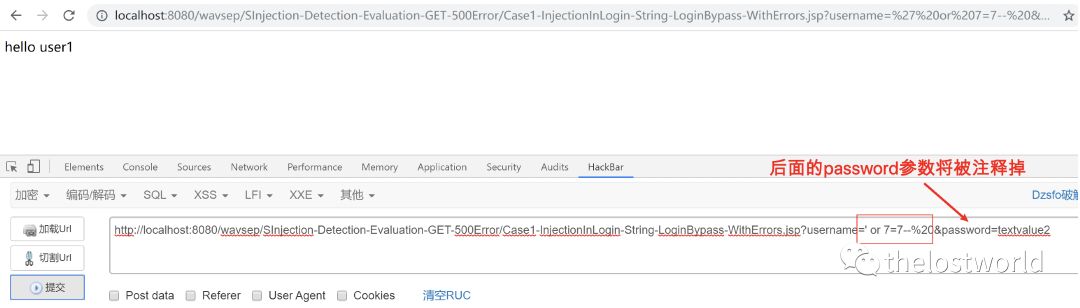 localhost:8080/wavsep/SInjection-Detection-Evaluation-GET-500Error/Case1-InjectionInLogin-String-LoginBypass-WithErrors.jsp?username=%27%20or%207=7--%20&...
hello user1
Elements Console Sources Network Performance Memory Application Security Audits HackBar
后面的password参数将被注释掉
加密 编码/解码 SQL XSS LFI XXE 其他 Dzsfo破解
加载Url
http://localhost:8080/wavsep/SInjection-Detection-Evaluation-GET-500Error/Case1-InjectionInLogin-String-LoginBypass-WithErrors.jsp?username=' or 7=7--%20&password=textvalue2
切割Url
提交
thelostworld
Post data Referer User Agent Cookies 清空RUC